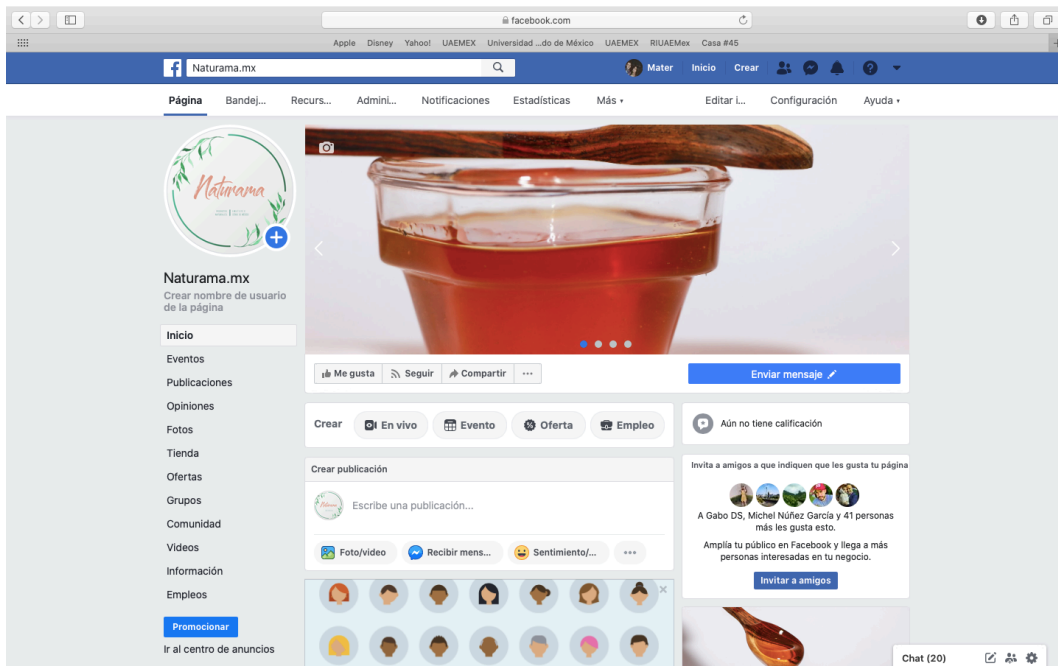 facebook.com
Apple Disney Yahoo! UAEMEX Universidad ...do de México UAEMEX RIUAEMex Casa #45
Naturama.mx
Mater Inicio Crear
Página Bandej... Recurs... Admini... Notificaciones Estadísticas Más Editar i... Configuración Ayuda
Naturama
Naturama.mx
Crear nombre de usuario
de la página
Inicio
Eventos
Publicaciones
Opiniones
Fotos
Tienda
Ofertas
Grupos
Comunidad
Videos
Información
Empleos
Promocionar
Ir al centro de anuncios
Me gusta Seguir Compartir ...
Enviar mensaje
Crear En vivo Evento Oferta Empleo
Crear publicación
Escribe una publicación...
Foto/video Recibir mens... Sentimiento/... ...
Aún no tiene calificación
Invita a amigos a que indiquen que les gusta tu página
A Gabo DS, Michel Núñez García y 41 personas
más les gusta esto.
Amplía tu público en Facebook y llega a más
personas interesadas en tu negocio.
Invitar a amigos
Chat (20)